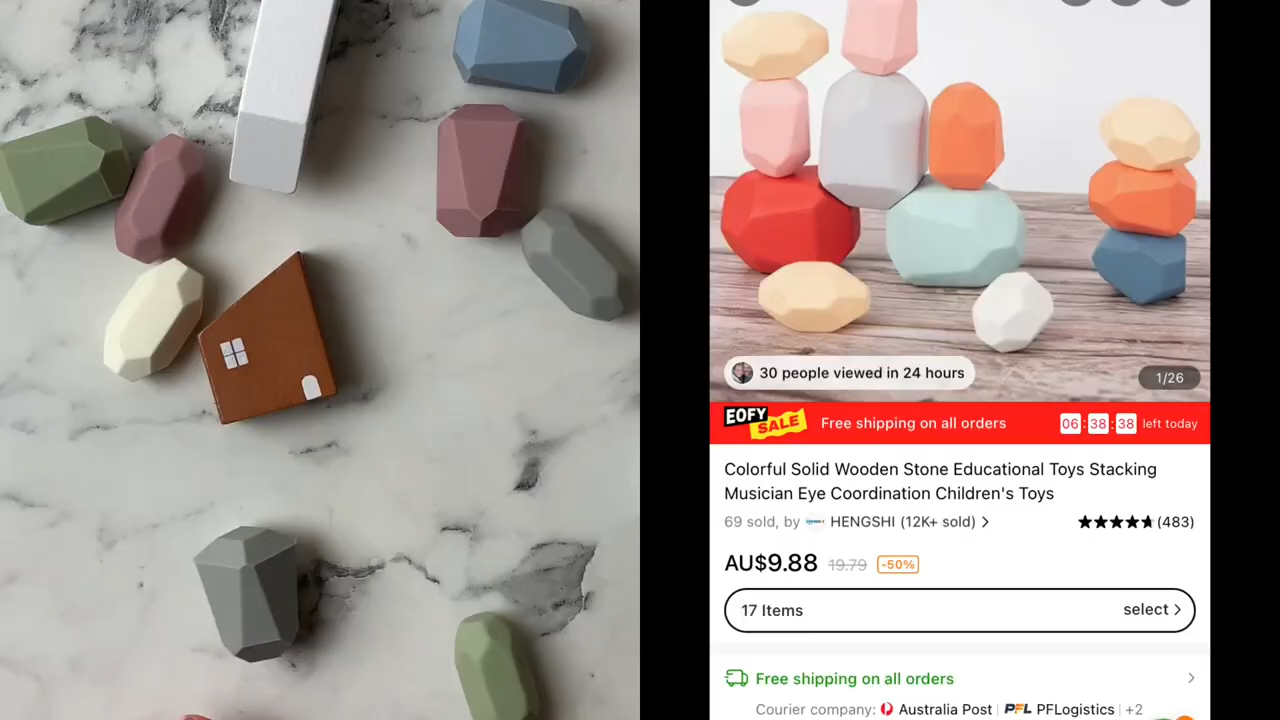 30 people viewed in 24 hours
1/26
EOFY SALE Free shipping on all orders 06:38:38 left today
Colorful Solid Wooden Stone Educational Toys Stacking
Musician Eye Coordination Children's Toys
69 sold, by HENGSHI (12K+ sold) >
(483)
AU$9.88 19.79 -50%
17 Items select >
Free shipping on all orders >
Courier company: Australia Post | PFL PFLogistics | +2